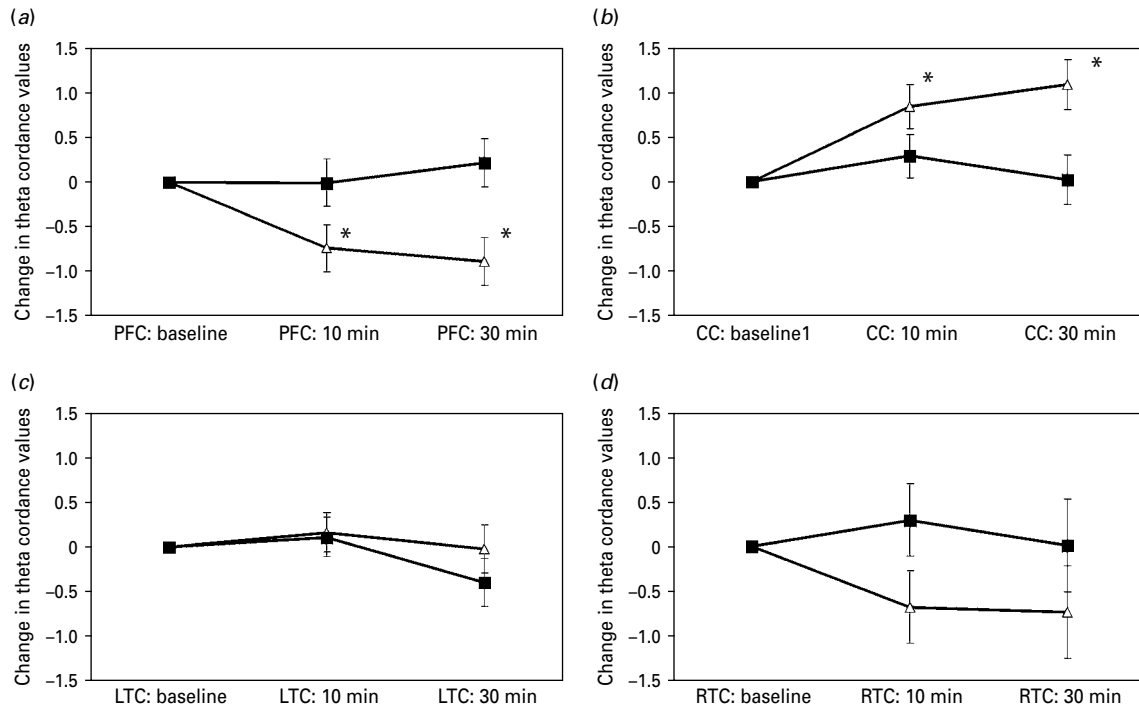 (a)
Change in theta cordance values
1.5
1.0
0.5
0
–0.5
–1.0
–1.5
PFC: baseline PFC: 10 min PFC: 30 min
*
*
(b)
Change in theta cordance values
1.5
1.0
0.5
0
–0.5
–1.0
–1.5
CC: baseline1 CC: 10 min CC: 30 min
*
*
(c)
Change in theta cordance values
1.5
1.0
0.5
0
–0.5
–1.0
–1.5
LTC: baseline LTC: 10 min LTC: 30 min
(d)
Change in theta cordance values
1.5
1.0
0.5
0
–0.5
–1.0
–1.5
RTC: baseline RTC: 10 min RTC: 30 min